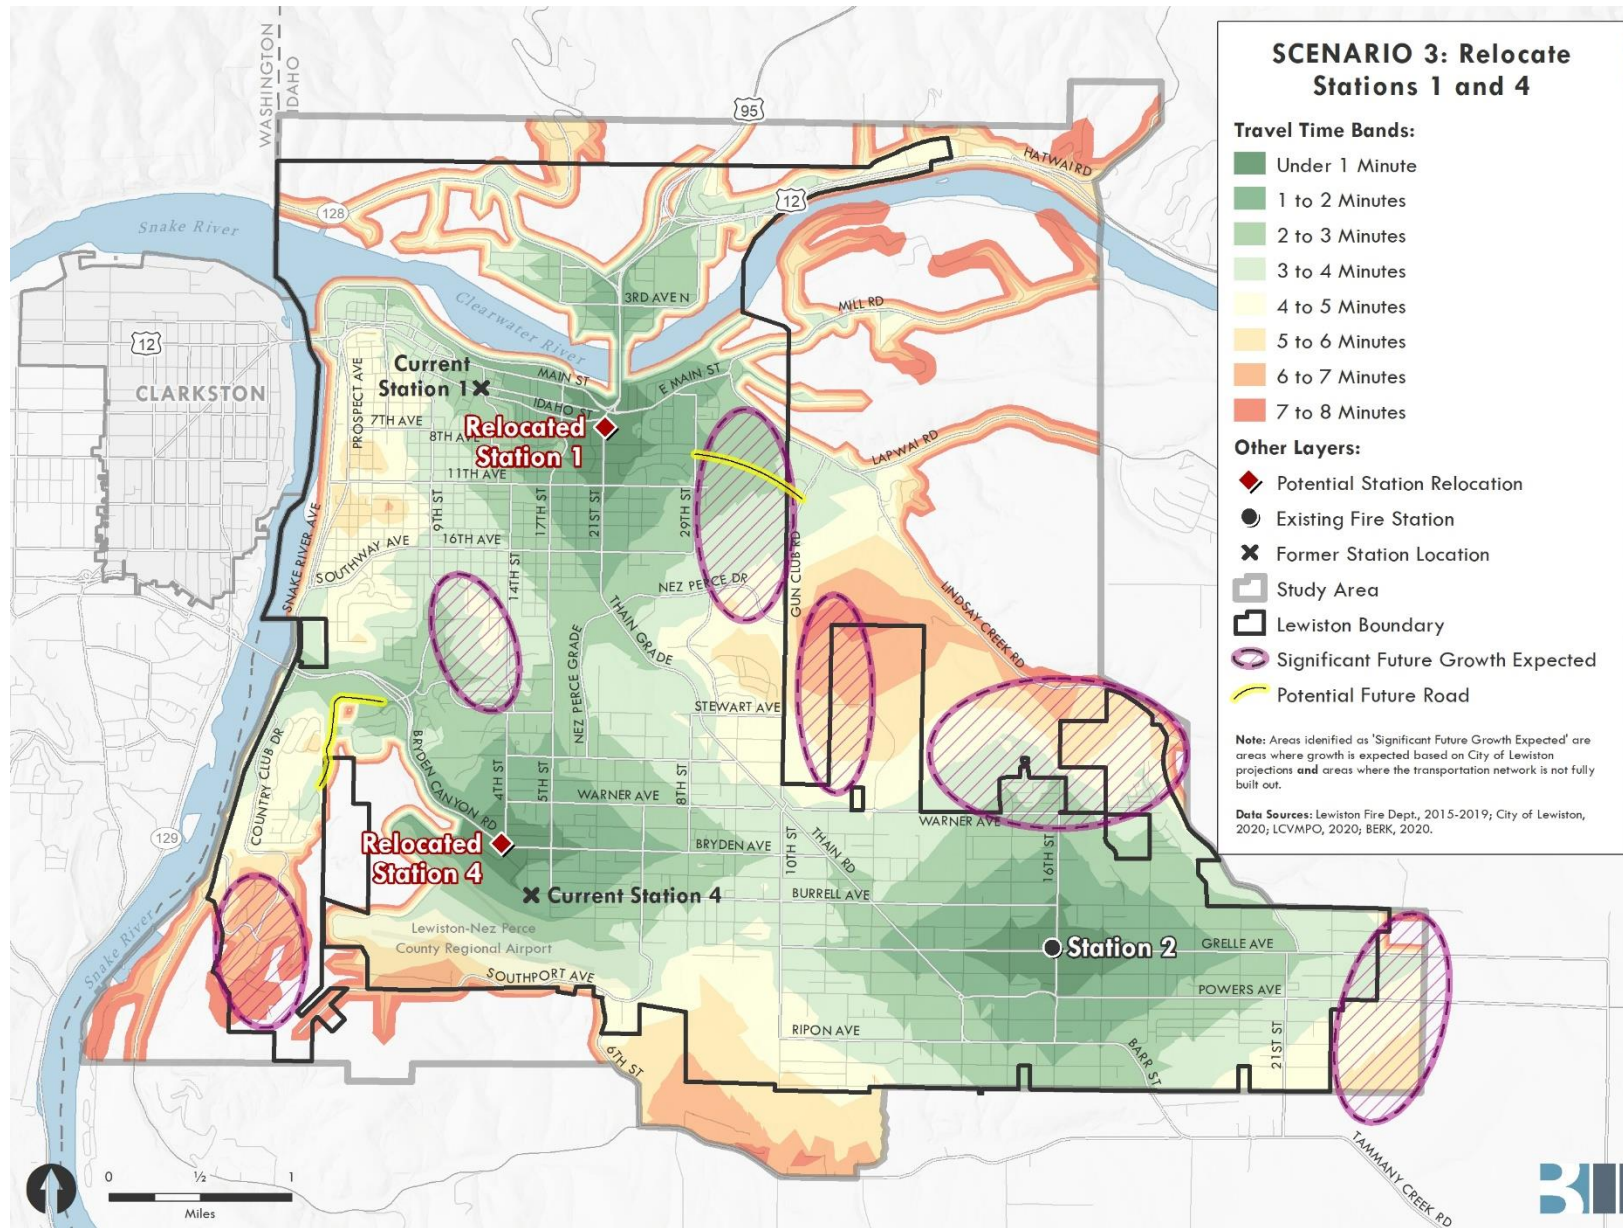 SCENARIO 3: Relocate
Stations 1 and 4
Travel Time Bands:
Under 1 Minute
1 to 2 Minutes
2 to 3 Minutes
3 to 4 Minutes
4 to 5 Minutes
5 to 6 Minutes
6 to 7 Minutes
7 to 8 Minutes
Other Layers:
Potential Station Relocation
Existing Fire Station
Former Station Location
Study Area
Lewiston Boundary
Significant Future Growth Expected
Potential Future Road
Note: Areas idenified as 'Significant Future Growth Expected' are
areas where growth is expected based on City of Lewiston
projections and areas where the transportation network is not fully
built out.
Data Sources: Lewiston Fire Dept., 2015-2019; City of Lewiston,
2020; LCVMPO, 2020; BERK, 2020.
WASHINGTON
IDAHO
95
HATWAI RD
12
128
Snake River
3RD AVE N
Clearwater River
MILL RD
12
CLARKSTON
Current
Station 1
MAIN ST
E MAIN ST
IDAHO ST
PROSPECT AVE
7TH AVE
8TH AVE
Relocated
Station 1
LAPWAI RD
11TH AVE
9TH ST
17TH ST
21ST ST
29TH ST
16TH AVE
SNAKE RIVER AVE
SOUTHWAY AVE
14TH ST
NEZ PERCE DR
GUN CLUB RD
LINDSAY CREEK RD
THAIN GRADE
NEZ PERCE GRADE
STEWART AVE
COUNTRY CLUB DR
BRYDEN CANYON RD
4TH ST
5TH ST
8TH ST
WARNER AVE
WARNER AVE
129
Relocated
Station 4
BRYDEN AVE
10TH ST
THAIN RD
16TH ST
Current Station 4
BURRELL AVE
Lewiston-Nez Perce
County Regional Airport
Station 2
GRELLE AVE
Snake River
SOUTHPORT AVE
POWERS AVE
RIPON AVE
6TH ST
BARR ST
21ST ST
TAMMANY CREEK RD
0
½
1
Miles
B